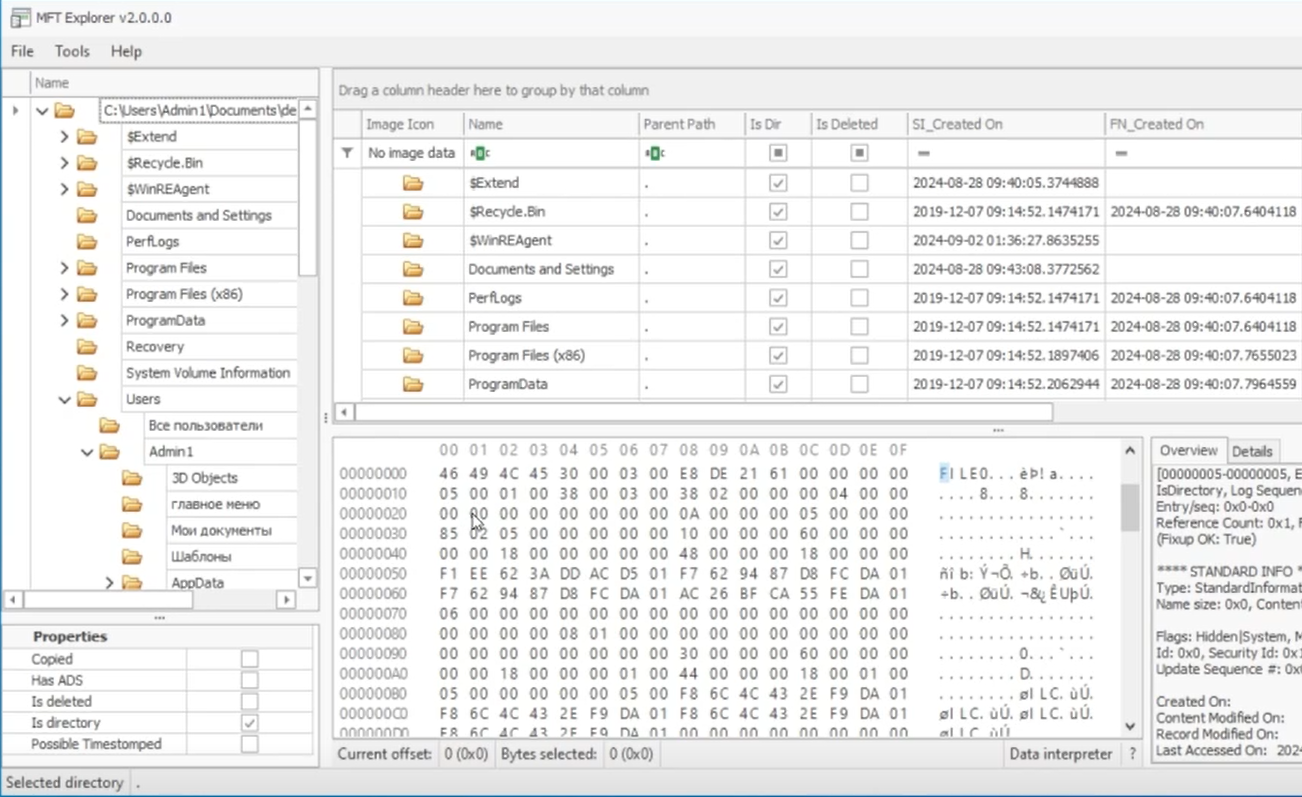 MFT Explorer v2.0.0.0
File Tools Help
Name
C:\Users\Admin1\Documents\de
$Extend
$Recycle.Bin
$WinREAgent
Documents and Settings
PerfLogs
Program Files
Program Files (x86)
ProgramData
Recovery
System Volume Information
Users
Все пользователи
Admin1
3D Objects
главное меню
Мои документы
Шаблоны
AppData
Properties
Copied
Has ADS
Is deleted
Is directory
Possible Timestomped
Drag a column header here to group by that column
Image Icon Name Parent Path Is Dir Is Deleted SI_Created On FN_Created On
No image data
$Extend . 2024-08-28 09:40:05.3744888
$Recycle.Bin . 2019-12-07 09:14:52.1474171 2024-08-28 09:40:07.6404118
$WinREAgent . 2024-09-02 01:36:27.8635255
Documents and Settings . 2024-08-28 09:43:08.3772562
PerfLogs . 2019-12-07 09:14:52.1474171 2024-08-28 09:40:07.6404118
Program Files . 2019-12-07 09:14:52.1474171 2024-08-28 09:40:07.6404118
Program Files (x86) . 2019-12-07 09:14:52.1897406 2024-08-28 09:40:07.7655023
ProgramData . 2019-12-07 09:14:52.2062944 2024-08-28 09:40:07.7964559
00 01 02 03 04 05 06 07 08 09 0A 0B 0C 0D 0E 0F
00000000 46 49 4C 45 30 00 03 00 E8 DE 21 61 00 00 00 00 FILE0...èÞ!a....
00000010 05 00 01 00 38 00 03 00 38 02 00 00 00 04 00 00 ....8...8.......
00000020 00 00 00 00 00 00 00 00 0A 00 00 00 05 00 00 00 ................
00000030 85 02 05 00 00 00 00 00 10 00 00 00 60 00 00 00 ............`...
00000040 00 00 18 00 00 00 00 00 48 00 00 00 18 00 00 00 ........H.......
00000050 F1 EE 62 3A DD AC D5 01 F7 62 94 87 D8 FC DA 01 ñîb:Ý¬Õ.÷b..ØüÚ.
00000060 F7 62 94 87 D8 FC DA 01 AC 26 BF CA 55 FE DA 01 ÷b..ØüÚ.¬&¿ÊUþÚ.
00000070 06 00 00 00 00 00 00 00 00 00 00 00 00 00 00 00 ................
00000080 00 00 00 00 08 01 00 00 00 00 00 00 00 00 00 00 ................
00000090 00 00 00 00 00 00 00 00 30 00 00 00 60 00 00 00 ........0...`...
000000A0 00 00 18 00 00 00 01 00 44 00 00 00 18 00 01 00 ........D.......
000000B0 05 00 00 00 00 00 05 00 F8 6C 4C 43 2E F9 DA 01 ........ølLC.ùÚ.
000000C0 F8 6C 4C 43 2E F9 DA 01 F8 6C 4C 43 2E F9 DA 01 ølLC.ùÚ.ølLC.ùÚ.
000000D0 F8 6C 4C 43 2E F9 DA 01 00 00 00 00 00 00 00 00 ølLC.ùÚ.
Current offset: 0 (0x0) Bytes selected: 0 (0x0) Data interpreter ?
Overview Details
[00000005-00000005, E
IsDirectory, Log Sequen
Entry/seq: 0x0-0x0
Reference Count: 0x1, F
(Fixup OK: True)
**** STANDARD INFO *
Type: StandardInformat
Name size: 0x0, Conten
Flags: Hidden|System, M
Id: 0x0, Security Id: 0x1
Update Sequence #: 0x
Created On:
Content Modified On:
Record Modified On:
Last Accessed On: 2024
Selected directory .